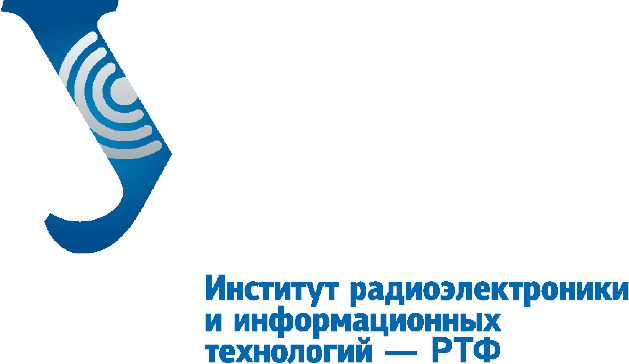 Институт радиоэлектроники
и информационных
технологий — РТФ